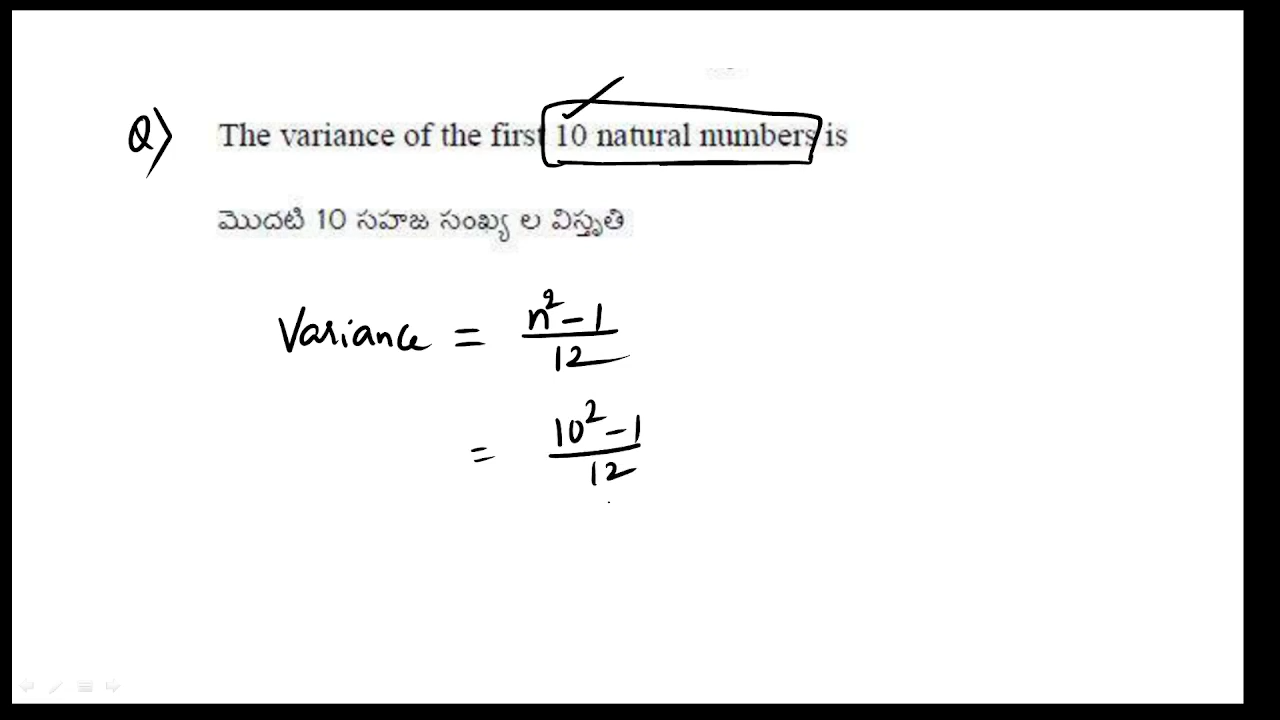 Q) The variance of the first 10 natural numbers is
మొదటి 10 సహజ సంఖ్య ల విస్తృతి
Variance = n² - 1 / 12
= 10² - 1 / 12